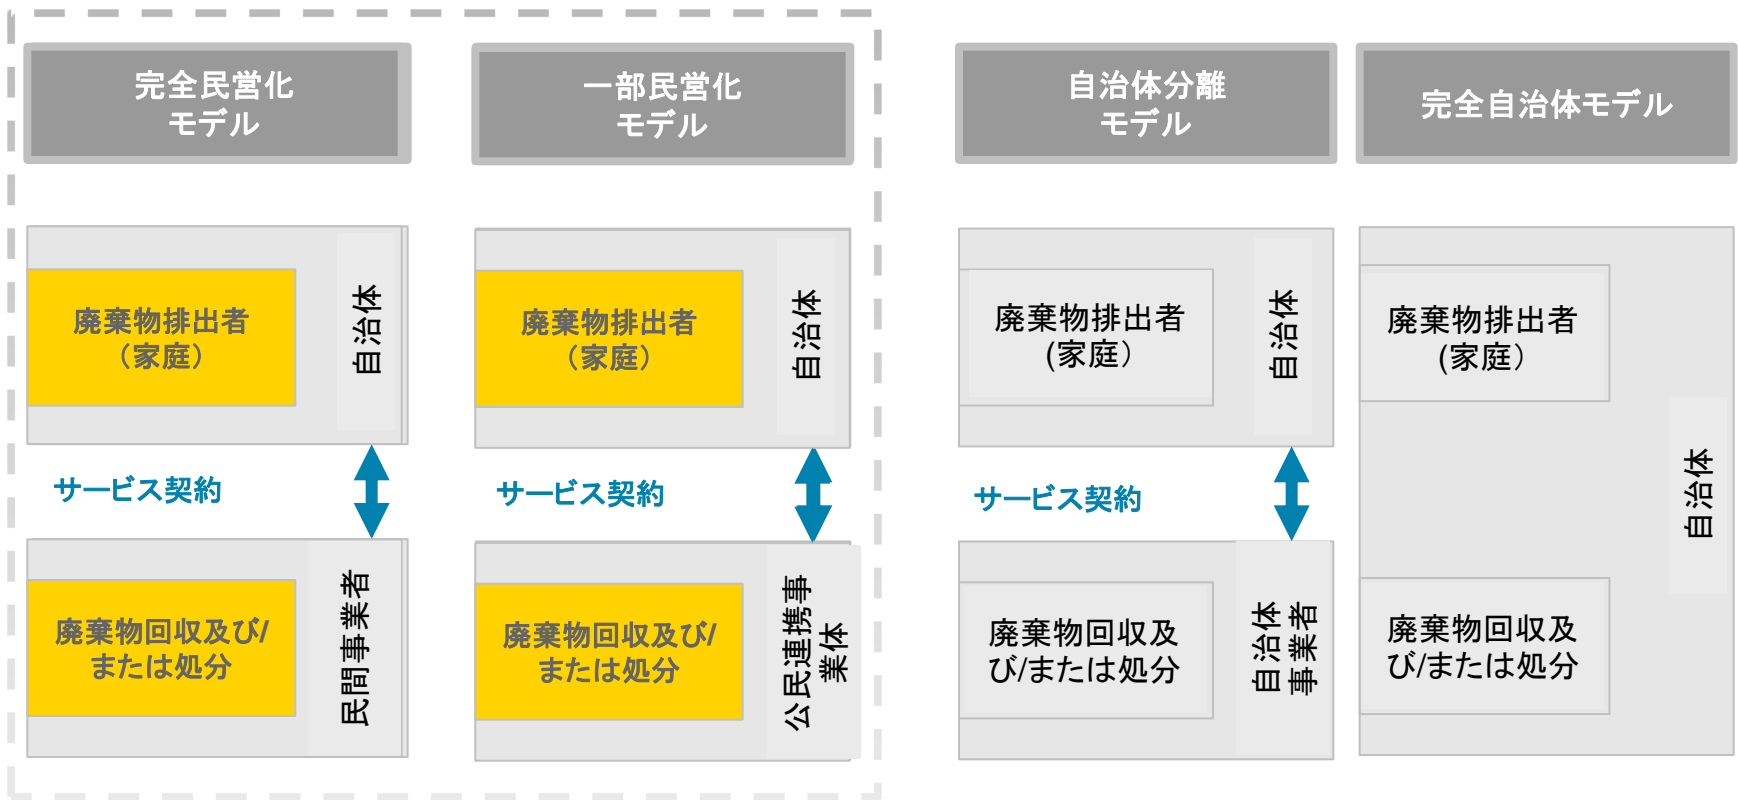 完全民営化
モデル
一部民営化
モデル
自治体分離
モデル
完全自治体モデル
廃棄物排出者
（家庭）
自治体
廃棄物排出者
（家庭）
自治体
廃棄物排出者
(家庭）
自治体
廃棄物排出者
(家庭）
自治体
サービス契約
サービス契約
サービス契約
廃棄物回収及び/
または処分
民間事業者
廃棄物回収及び/
または処分
公民連携事
業体
廃棄物回収及
び/または処分
自治体
事業者
廃棄物回収及
び/または処分